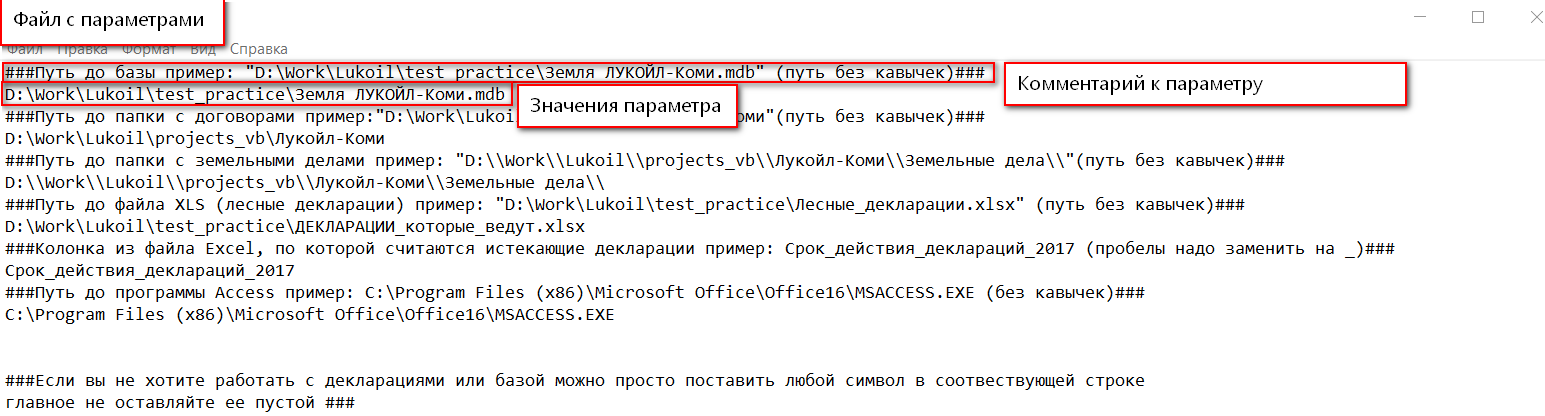 Файл с параметрами
Файл Правка Формат Вид Справка
###Путь до базы пример: "D:\Work\Lukoil\test_practice\Земля ЛУКОЙЛ-Коми.mdb" (путь без кавычек)###
Комментарий к параметру
D:\Work\Lukoil\test_practice\Земля ЛУКОЙЛ-Коми.mdb
Значения параметра
###Путь до папки с договорами пример:"D:\Work\Lukoi оми"(путь без кавычек)###
D:\Work\Lukoil\projects_vb\Лукойл-Коми
###Путь до папки с земельными делами пример: "D:\\Work\\Lukoil\\projects_vb\\Лукойл-Коми\\Земельные дела\\"(путь без кавычек)###
D:\\Work\\Lukoil\\projects_vb\\Лукойл-Коми\\Земельные дела\\
###Путь до файла XLS (лесные декларации) пример: "D:\Work\Lukoil\test_practice\Лесные_декларации.xlsx" (путь без кавычек)###
D:\Work\Lukoil\test_practice\ДЕКЛАРАЦИИ_которые_ведут.xlsx
###Колонка из файла Excel, по которой считаются истекающие декларации пример: Срок_действия_деклараций_2017 (пробелы надо заменить на _)###
Срок_действия_деклараций_2017
###Путь до программы Access пример: C:\Program Files (x86)\Microsoft Office\Office16\MSACCESS.EXE (без кавычек)###
C:\Program Files (x86)\Microsoft Office\Office16\MSACCESS.EXE
###Если вы не хотите работать с декларациями или базой можно просто поставить любой символ в соотвествующей строке
главное не оставляйте ее пустой ###